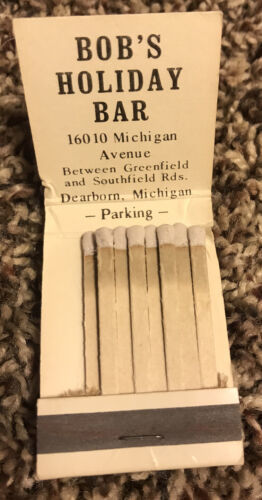 BOB'S
HOLIDAY
BAR
16010 Michigan
Avenue
Between Greenfield
and Southfield Rds.
Dearborn, Michigan
– Parking –